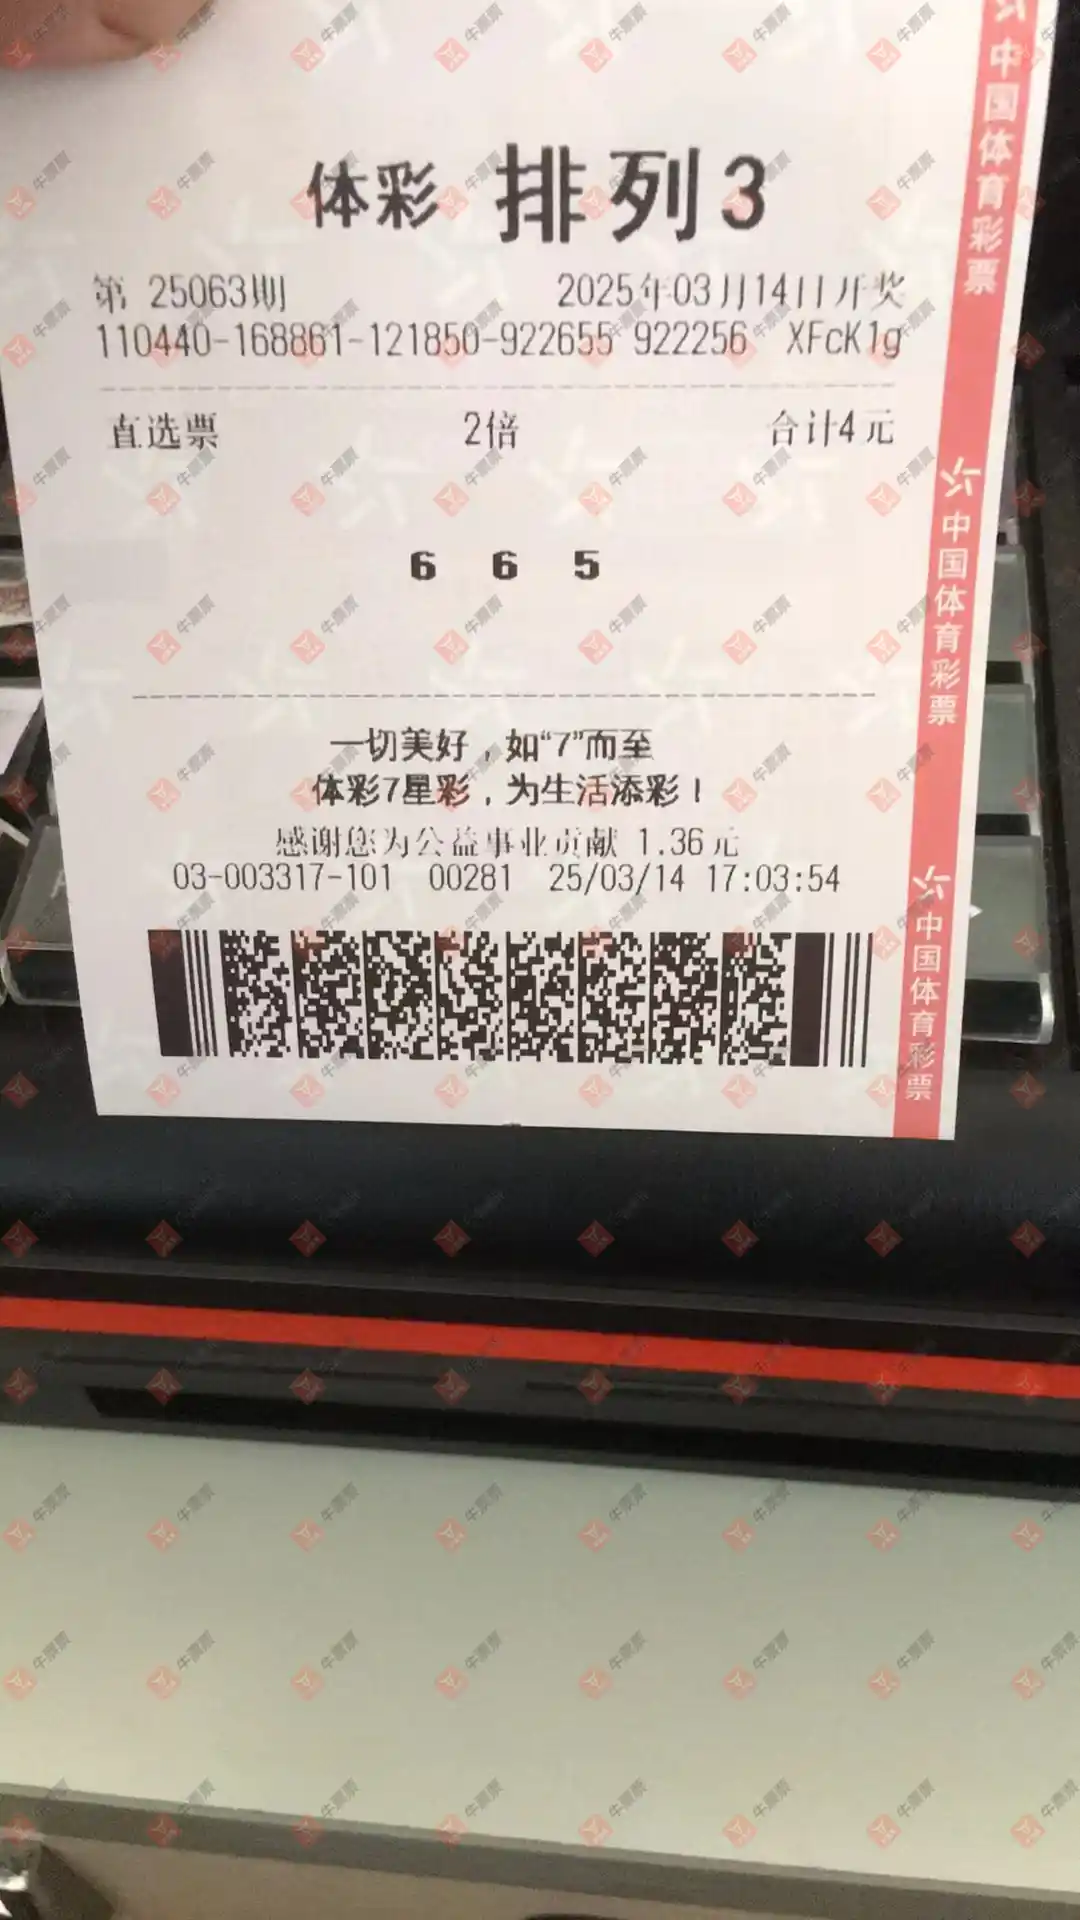 体彩 排列3
第 25063期 2025年03月14日开奖
110440-168861-121850-922655 922256 XFcK1g
直选票 2倍 合计4元
6 6 5
一切美好，如“7”而至
体彩7星彩，为生活添彩！
感谢您为公益事业贡献 1.36元
03-003317-101 00281 25/03/14 17:03:54
中国体育彩票
中国体育彩票
中国体育彩票
牛票票